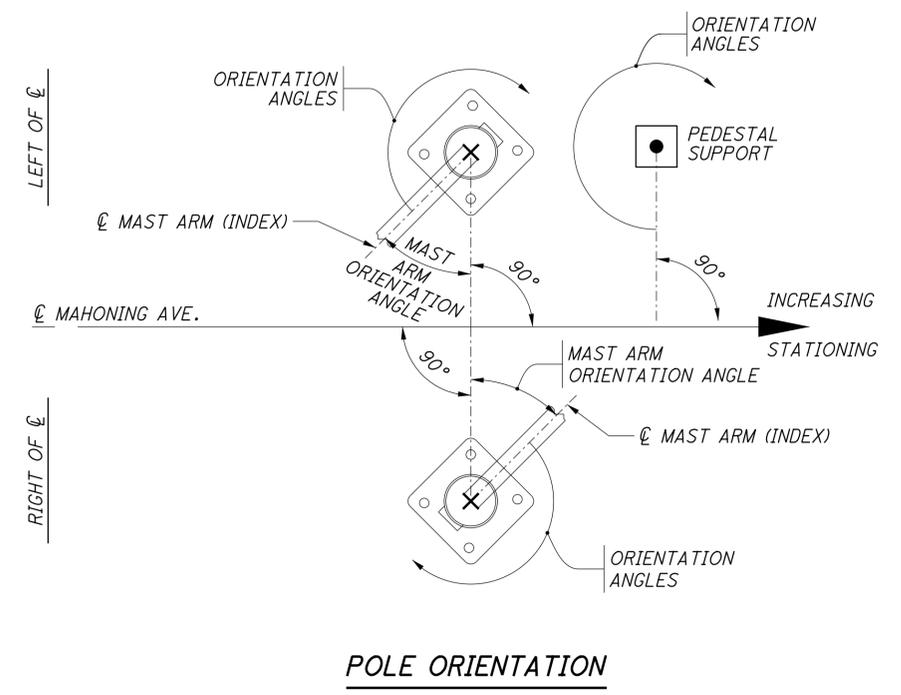 ORIENTATION
ANGLES
ORIENTATION
ANGLES
LEFT OF ℄
PEDESTAL
SUPPORT
℄ MAST ARM (INDEX)
MAST
ARM
ORIENTATION
ANGLE
90°
90°
℄ MAHONING AVE.
INCREASING
STATIONING
90°
MAST ARM
ORIENTATION ANGLE
℄ MAST ARM (INDEX)
RIGHT OF ℄
ORIENTATION
ANGLES
POLE ORIENTATION